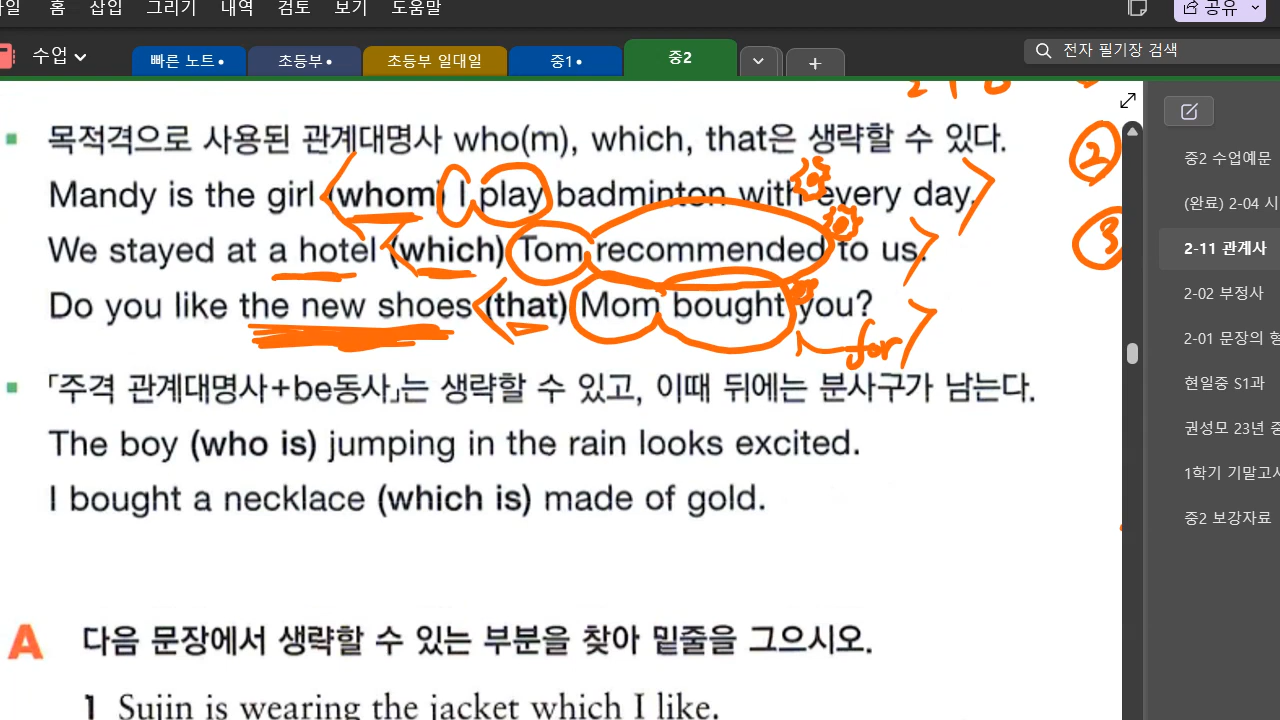 홈 삽입 그리기 내역 검토 보기 도움말 공유
수업 빠른 노트 초등부 초등부 일대일 중1 중2 + 전자 필기장 검색
목적격으로 사용된 관계대명사 who(m), which, that은 생략할 수 있다.
Mandy is the girl (whom) I play badminton with every day.
We stayed at a hotel (which) Tom recommended to us.
Do you like the new shoes (that) Mom bought you?
for
「주격 관계대명사+be동사」는 생략할 수 있고, 이때 뒤에는 분사구가 남는다.
The boy (who is) jumping in the rain looks excited.
I bought a necklace (which is) made of gold.
A 다음 문장에서 생략할 수 있는 부분을 찾아 밑줄을 그으시오.
1 Sujin is wearing the jacket which I like.
②
③
중2 수업예문
(완료) 2-04 시
2-11 관계사
2-02 부정사
2-01 문장의 형
현일중 S1과
권성모 23년 중
1학기 기말고사
중2 보강자료